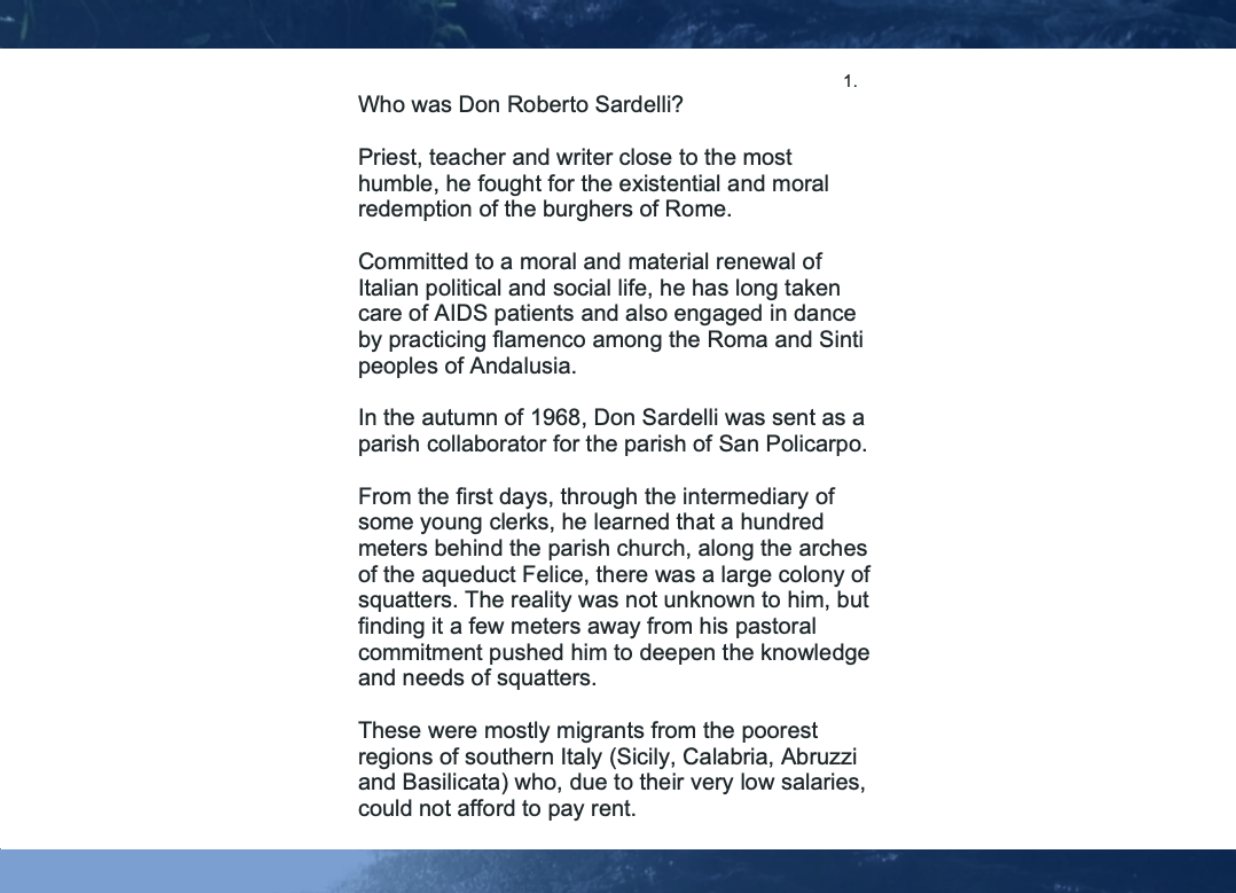 1.
Who was Don Roberto Sardelli?
Priest, teacher and writer close to the most
humble, he fought for the existential and moral
redemption of the burghers of Rome.
Committed to a moral and material renewal of
Italian political and social life, he has long taken
care of AIDS patients and also engaged in dance
by practicing flamenco among the Roma and Sinti
peoples of Andalusia.
In the autumn of 1968, Don Sardelli was sent as a
parish collaborator for the parish of San Policarpo.
From the first days, through the intermediary of
some young clerks, he learned that a hundred
meters behind the parish church, along the arches
of the aqueduct Felice, there was a large colony of
squatters. The reality was not unknown to him, but
finding it a few meters away from his pastoral
commitment pushed him to deepen the knowledge
and needs of squatters.
These were mostly migrants from the poorest
regions of southern Italy (Sicily, Calabria, Abruzzi
and Basilicata) who, due to their very low salaries,
could not afford to pay rent.